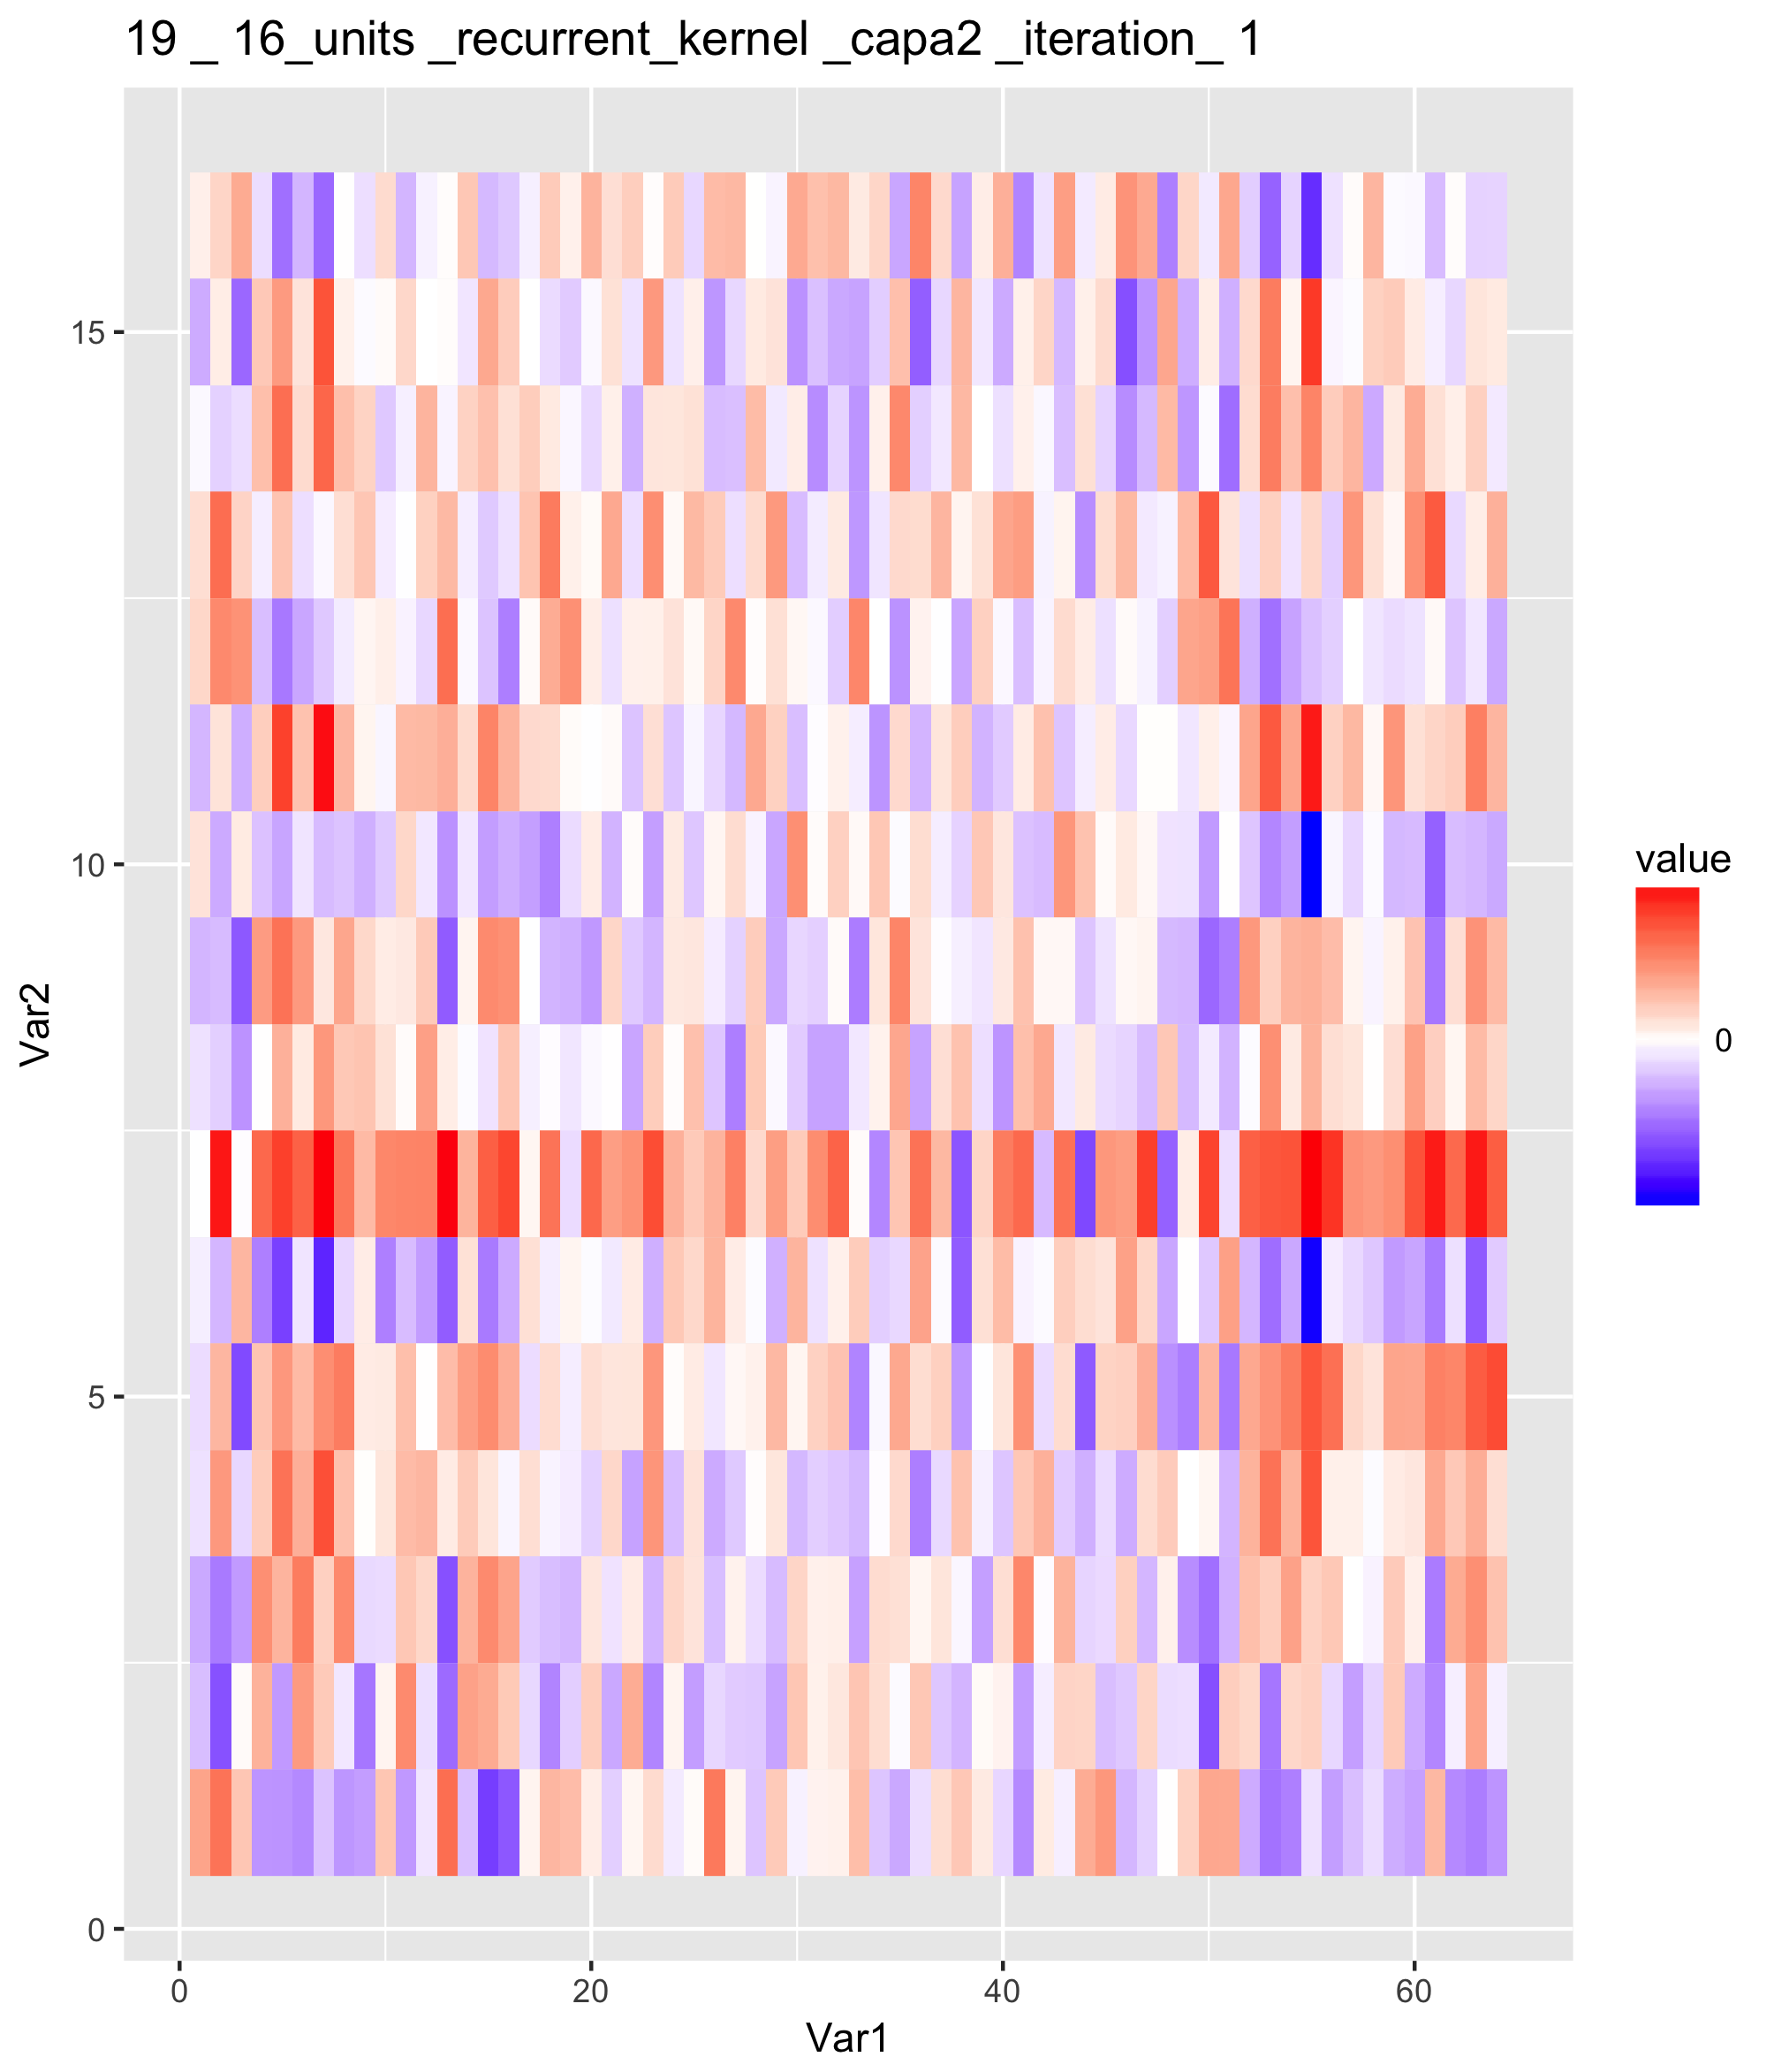 19 _ 16_units _recurrent_kernel _capa2 _iteration_ 1
15
10
5
0
Var2
0
20
40
60
Var1
value
0